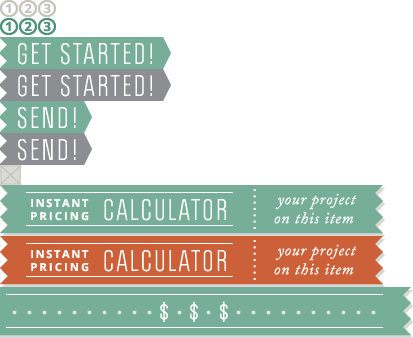 1 2 3
1 2 3
GET STARTED!
GET STARTED!
SEND!
SEND!
INSTANT PRICING CALCULATOR your project on this item
INSTANT PRICING CALCULATOR your project on this item
$ $ $